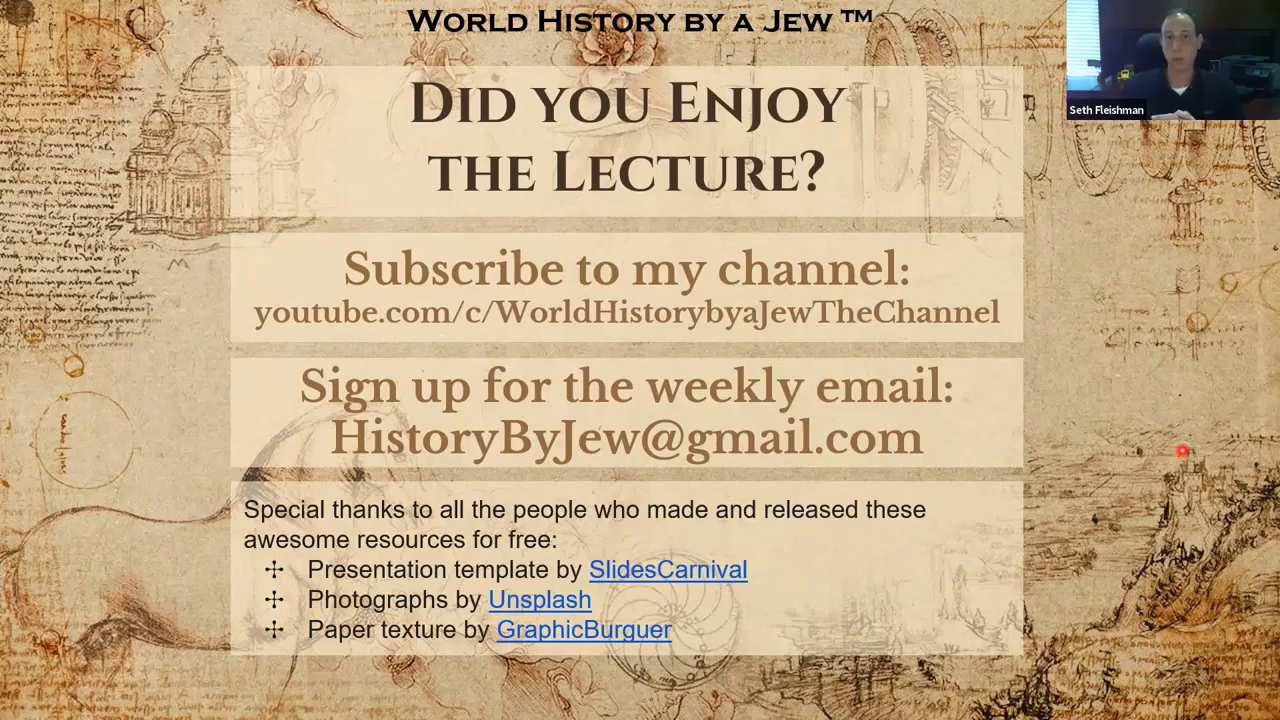 World History by a Jew ™
Seth Fleishman
Did you Enjoy
the Lecture?
Subscribe to my channel:
youtube.com/c/WorldHistorybyaJewTheChannel
Sign up for the weekly email:
HistoryByJew@gmail.com
Special thanks to all the people who made and released these
awesome resources for free:
Presentation template by SlidesCarnival
Photographs by Unsplash
Paper texture by GraphicBurguer